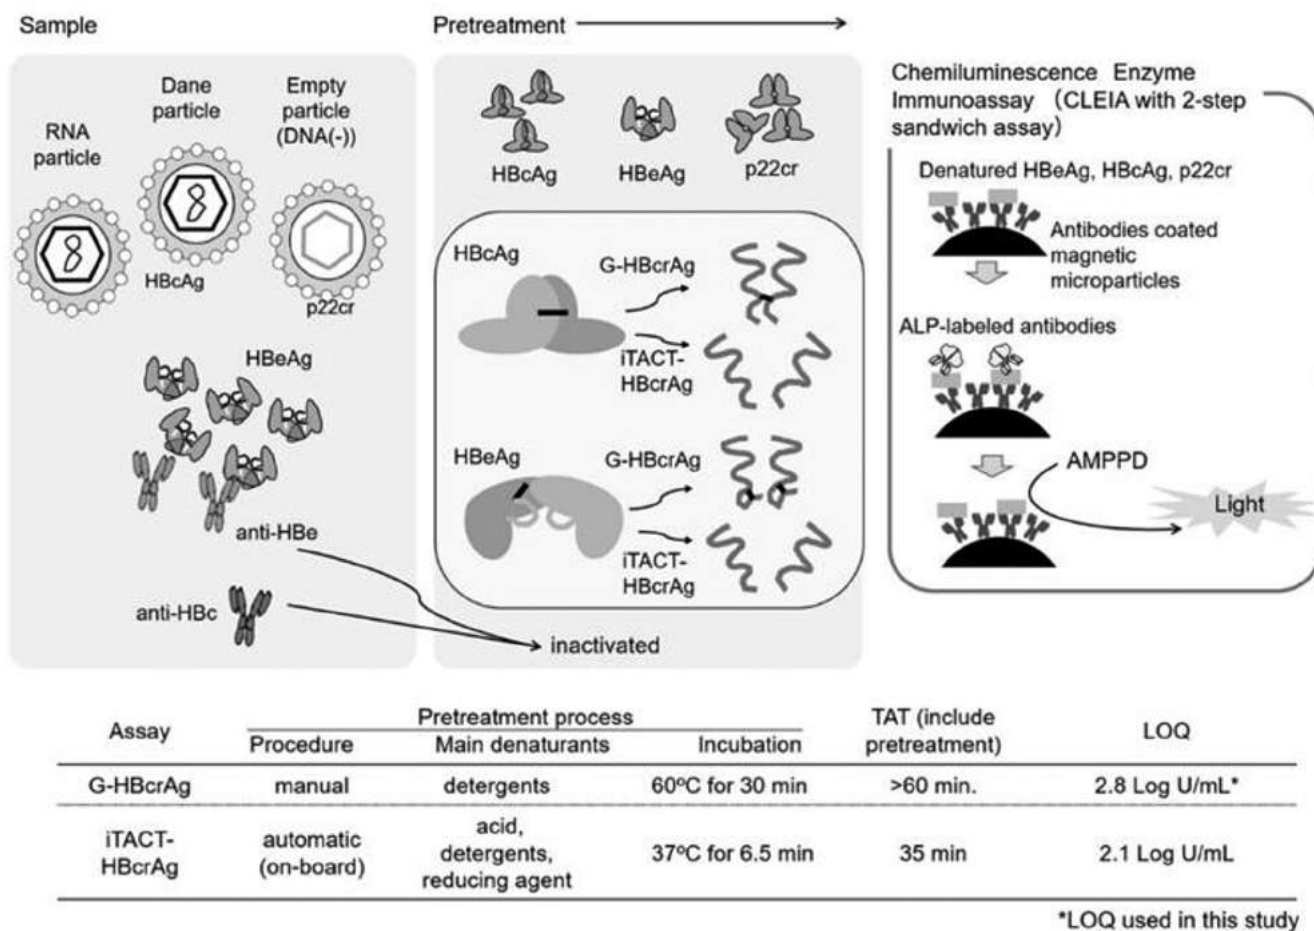 Sample
RNA
particle
Dane
particle
Empty
particle
(DNA(-))
HBcAg
p22cr
HBeAg
anti-HBe
anti-HBc
Pretreatment
HBcAg
HBeAg
p22cr
HBcAg
G-HBcrAg
iTACT-
HBcrAg
HBeAg
G-HBcrAg
iTACT-
HBcrAg
inactivated
Chemiluminescence Enzyme
Immunoassay (CLEIA with 2-step
sandwich assay)
Denatured HBeAg, HBcAg, p22cr
Antibodies coated
magnetic
microparticles
ALP-labeled antibodies
AMPPD
Light
Assay
Pretreatment process
TAT (include
pretreatment)
LOQ
Procedure Main denaturants Incubation
G-HBcrAg manual detergents 60ºC for 30 min >60 min. 2.8 Log U/mL*
iTACT-
HBcrAg
automatic
(on-board)
acid,
detergents,
reducing agent
37ºC for 6.5 min 35 min 2.1 Log U/mL
*LOQ used in this study